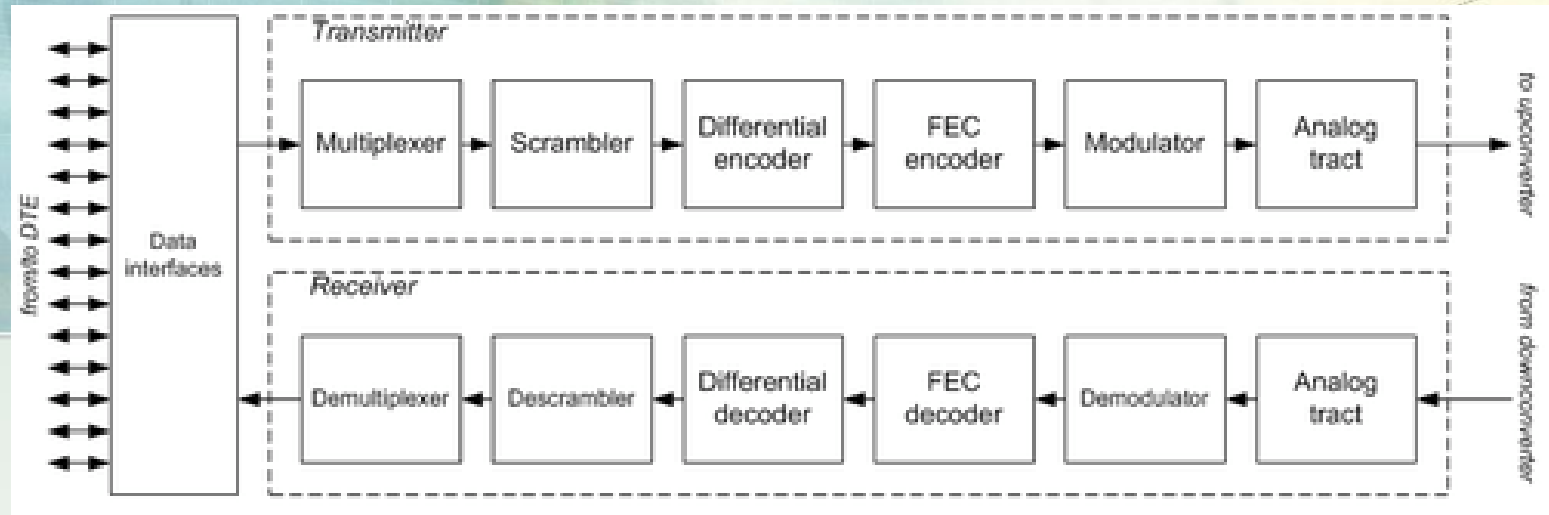 Transmitter
Multiplexer
Scrambler
Differential
encoder
FEC
encoder
Modulator
Analog
tract
to upconverter
from/to DTE
Data
interfaces
Receiver
Demultiplexer
Descrambler
Differential
decoder
FEC
decoder
Demodulator
Analog
tract
from downconverter